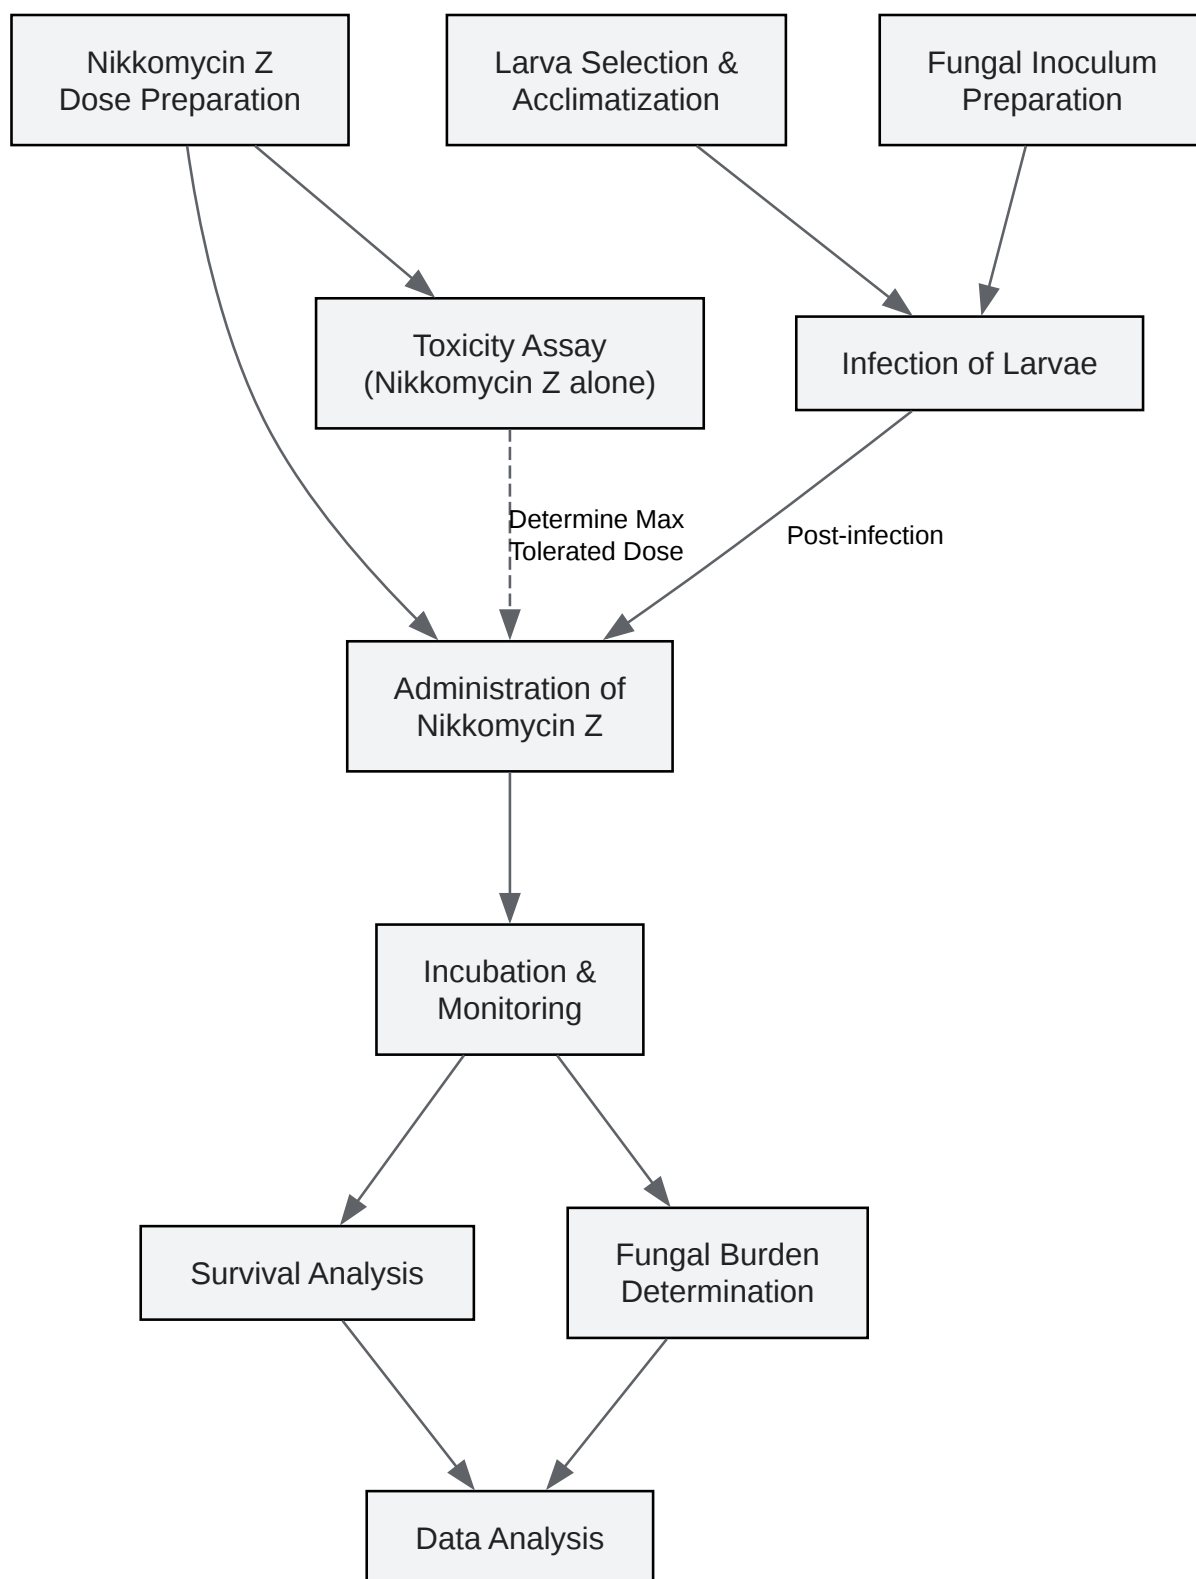 Nikkomycin Z
Dose Preparation
Larva Selection &
Acclimatization
Fungal Inoculum
Preparation
Toxicity Assay
(Nikkomycin Z alone)
Infection of Larvae
Determine Max
Tolerated Dose
Post-infection
Administration of
Nikkomycin Z
Incubation &
Monitoring
Survival Analysis
Fungal Burden
Determination
Data Analysis